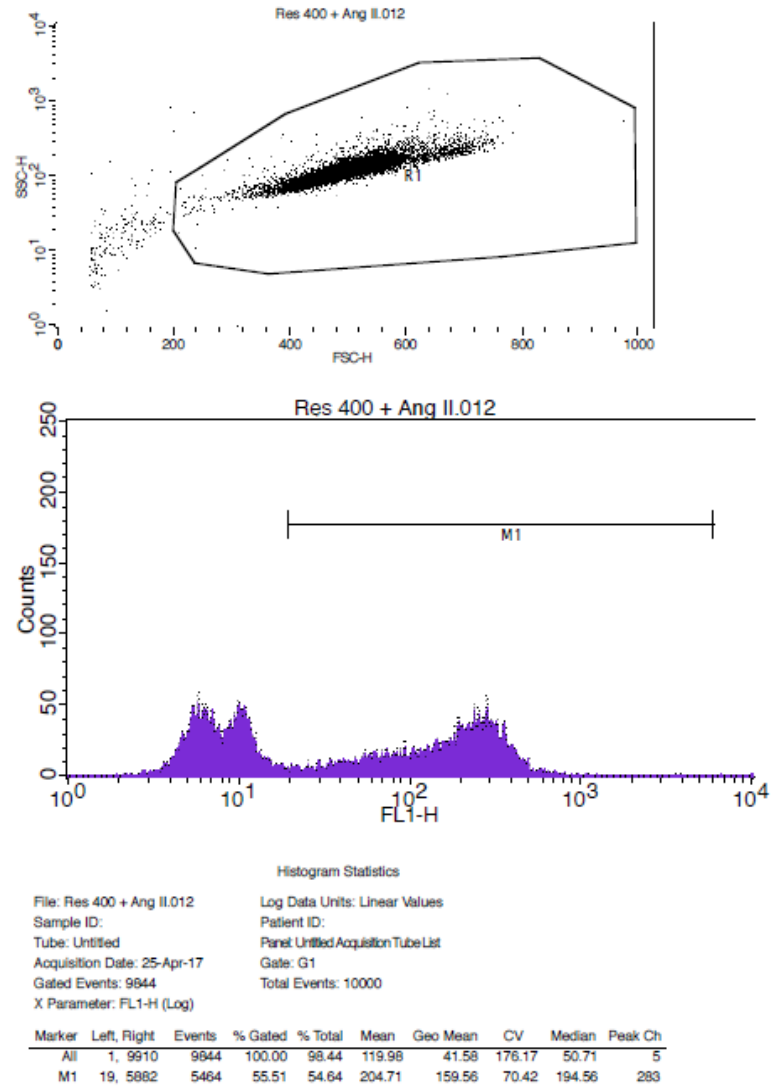 Res 400 + Ang II.012
10^4
10^3
10^2
10^1
10^0
SSC-H
R1
0 200 400 600 800 1000
FSC-H
Res 400 + Ang II.012
250
200
150
100
50
0
Counts
M1
10^0 10^1 10^2 10^3 10^4
FL1-H
Histogram Statistics
File: Res 400 + Ang II.012 Log Data Units: Linear Values
Sample ID: Patient ID:
Tube: Untitled Panel: Untitled Acquisition Tube List
Acquisition Date: 25-Apr-17 Gate: G1
Gated Events: 9844 Total Events: 10000
X Parameter: FL1-H (Log)
Marker Left, Right Events % Gated % Total Mean Geo Mean CV Median Peak Ch
All 1, 9910 9844 100.00 98.44 119.98 41.58 176.17 50.71 5
M1 19, 5882 5464 55.51 54.64 204.71 159.56 70.42 194.56 283